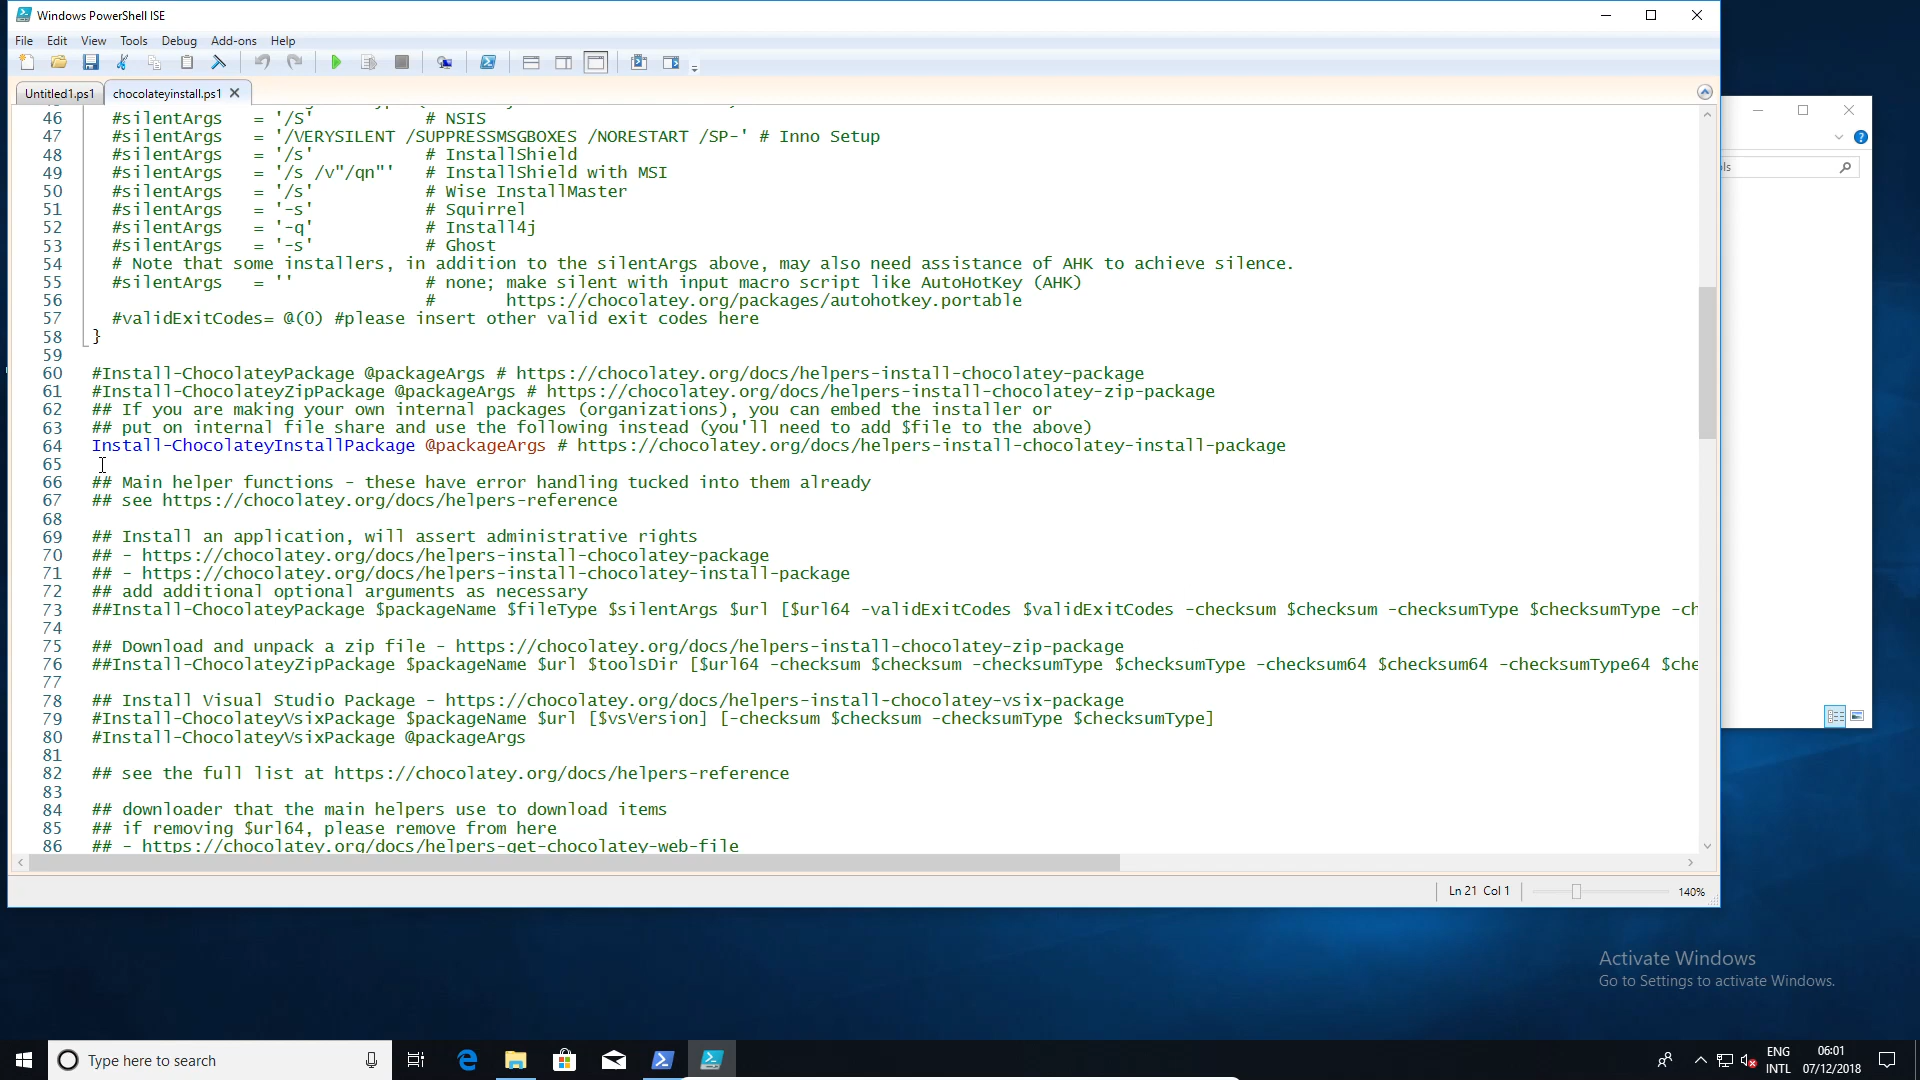 Windows PowerShell ISE
File Edit View Tools Debug Add-ons Help
Untitled1.ps1 chocolateyinstall.ps1
46 #silentArgs = '/S' # NSIS
47 #silentArgs = '/VERYSILENT /SUPPRESSMSGBOXES /NORESTART /SP-' # Inno Setup
48 #silentArgs = '/s' # InstallShield
49 #silentArgs = '/s /v"/qn"' # InstallShield with MSI
50 #silentArgs = '/s' # Wise InstallMaster
51 #silentArgs = '-s' # Squirrel
52 #silentArgs = '-q' # Install4j
53 #silentArgs = '-s' # Ghost
54 # Note that some installers, in addition to the silentArgs above, may also need assistance of AHK to achieve silence.
55 #silentArgs = '' # none; make silent with input macro script like AutoHotKey (AHK)
56 # https://chocolatey.org/packages/autohotkey.portable
57 #validExitCodes= @(0) #please insert other valid exit codes here
58 }
59
60 #Install-ChocolateyPackage @packageArgs # https://chocolatey.org/docs/helpers-install-chocolatey-package
61 #Install-ChocolateyZipPackage @packageArgs # https://chocolatey.org/docs/helpers-install-chocolatey-zip-package
62 ## If you are making your own internal packages (organizations), you can embed the installer or
63 ## put on internal file share and use the following instead (you'll need to add $file to the above)
64 Install-ChocolateyInstallPackage @packageArgs # https://chocolatey.org/docs/helpers-install-chocolatey-install-package
65
66 ## Main helper functions - these have error handling tucked into them already
67 ## see https://chocolatey.org/docs/helpers-reference
68
69 ## Install an application, will assert administrative rights
70 ## - https://chocolatey.org/docs/helpers-install-chocolatey-package
71 ## - https://chocolatey.org/docs/helpers-install-chocolatey-install-package
72 ## add additional optional arguments as necessary
73 ##Install-ChocolateyPackage $packageName $fileType $silentArgs $url [$url64 -validExitCodes $validExitCodes -checksum $checksum -checksumType $checksumType -ch
74
75 ## Download and unpack a zip file - https://chocolatey.org/docs/helpers-install-chocolatey-zip-package
76 ##Install-ChocolateyZipPackage $packageName $url $toolsDir [$url64 -checksum $checksum -checksumType $checksumType -checksum64 $checksum64 -checksumType64 $che
77
78 ## Install Visual Studio Package - https://chocolatey.org/docs/helpers-install-chocolatey-vsix-package
79 #Install-ChocolateyVsixPackage $packageName $url [$vsVersion] [-checksum $checksum -checksumType $checksumType]
80 #Install-ChocolateyVsixPackage @packageArgs
81
82 ## see the full list at https://chocolatey.org/docs/helpers-reference
83
84 ## downloader that the main helpers use to download items
85 ## if removing $url64, please remove from here
86 ## - https://chocolatey.org/docs/helpers-get-chocolatey-web-file
Ln 21 Col 1 140%
ls
Activate Windows
Go to Settings to activate Windows.
Type here to search
ENG
INTL
06:01
07/12/2018